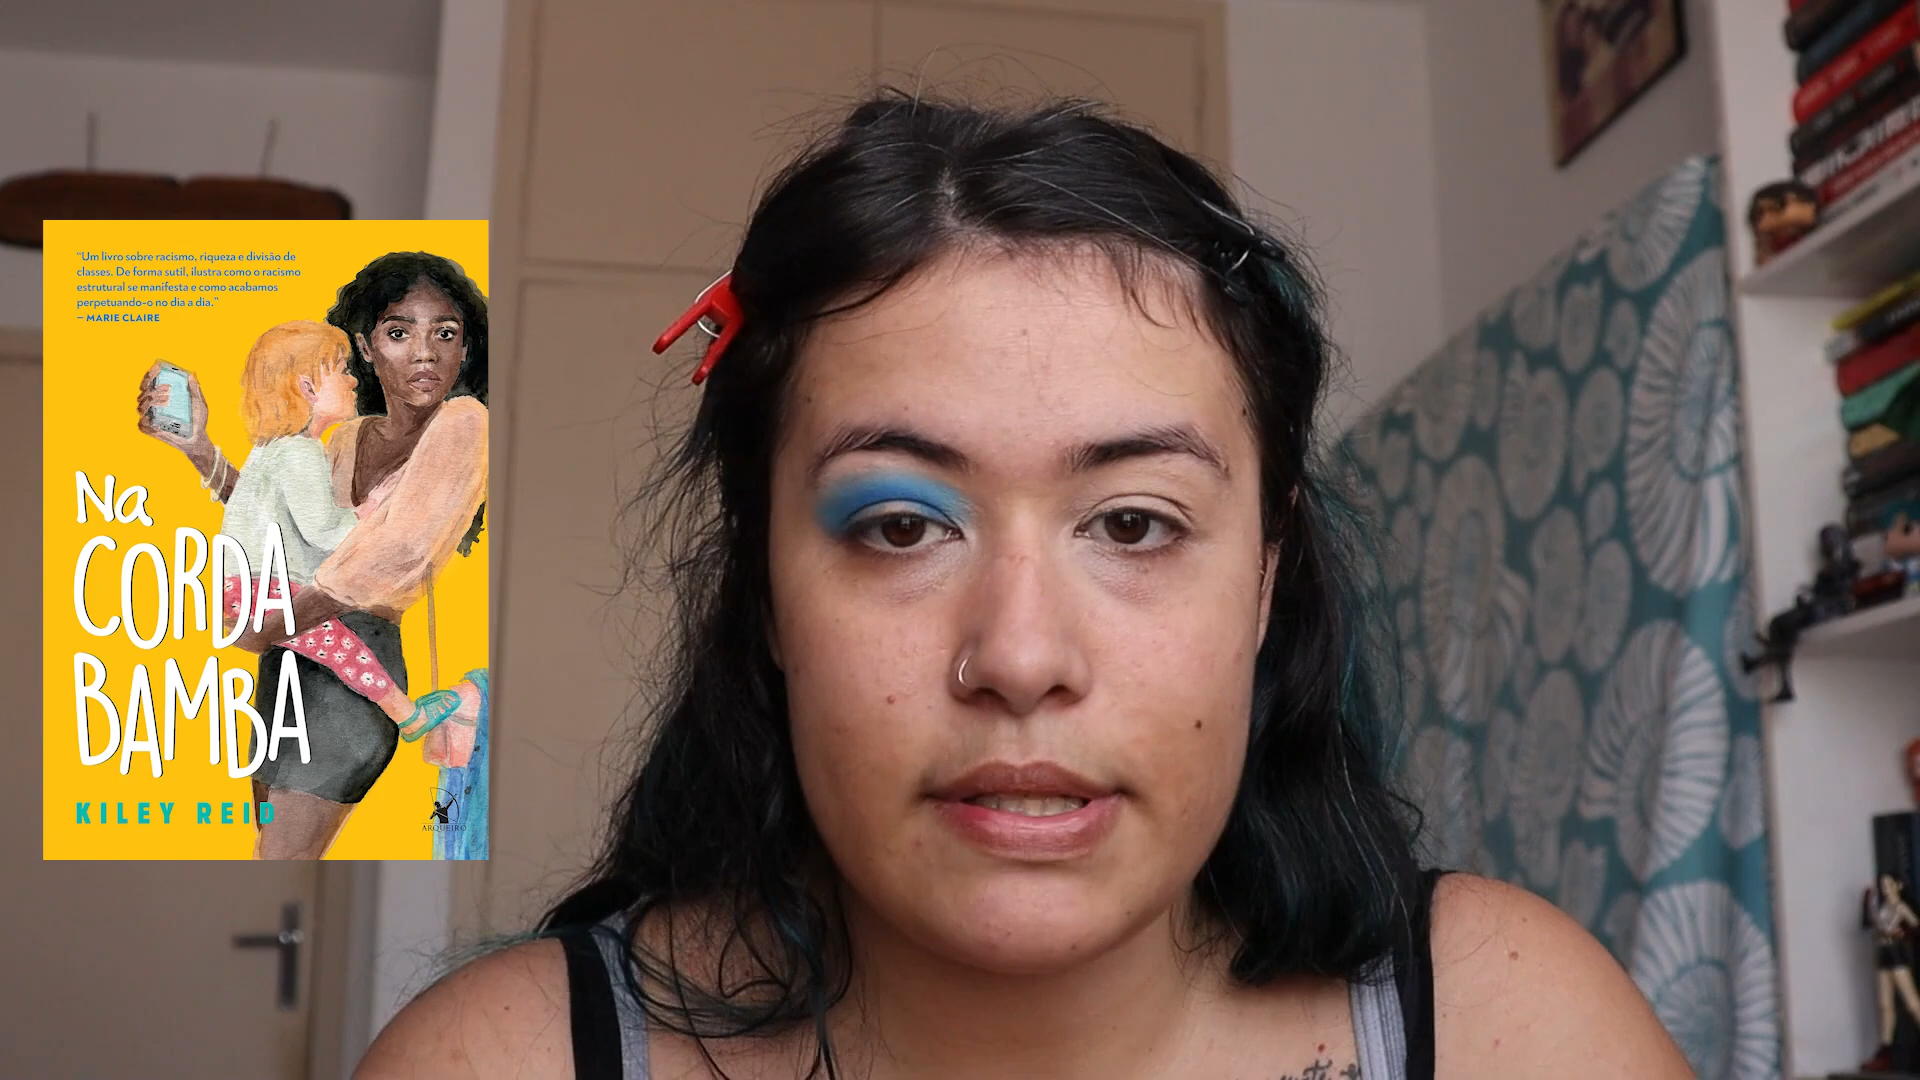 “Um livro sobre racismo, riqueza e divisão de
classes. De forma sutil, ilustra como o racismo
estrutural se manifesta e como acabamos
perpetuando-o no dia a dia.”
– MARIE CLAIRE
Na
CORDA
BAMBA
KILEY REID
ARQUEIRO